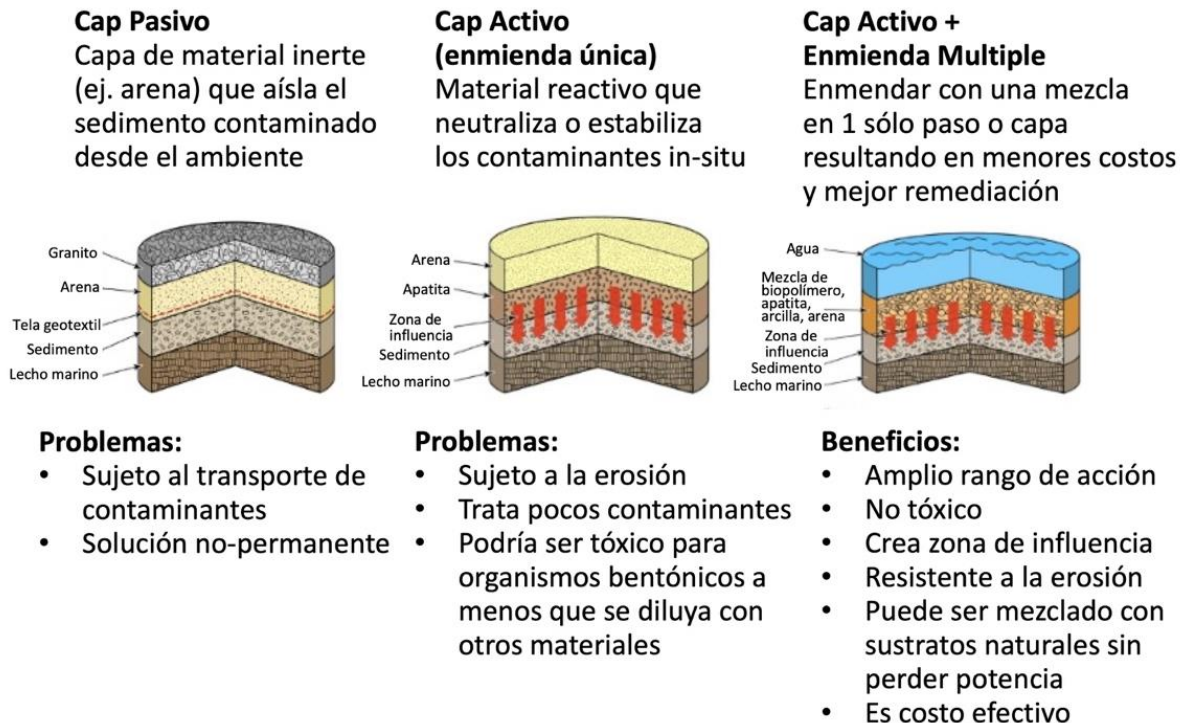 Cap Pasivo
Capa de material inerte
(ej. arena) que aísla el
sedimento contaminado
desde el ambiente
Granito
Arena
Tela geotextil
Sedimento
Lecho marino
Problemas:
• Sujeto al transporte de
contaminantes
• Solución no-permanente
Cap Activo
(enmienda única)
Material reactivo que
neutraliza o estabiliza
los contaminantes in-situ
Arena
Apatita
Zona de
influencia
Sedimento
Lecho marino
Problemas:
• Sujeto a la erosión
• Trata pocos contaminantes
• Podría ser tóxico para
organismos bentónicos a
menos que se diluya con
otros materiales
Cap Activo +
Enmienda Multiple
Enmendar con una mezcla
en 1 sólo paso o capa
resultando en menores costos
y mejor remediación
Agua
Mezcla de
biopolímero,
apatita,
arcilla, arena
Zona de
influencia
Sedimento
Lecho marino
Beneficios:
• Amplio rango de acción
• No tóxico
• Crea zona de influencia
• Resistente a la erosión
• Puede ser mezclado con
sustratos naturales sin
perder potencia
• Es costo efectivo